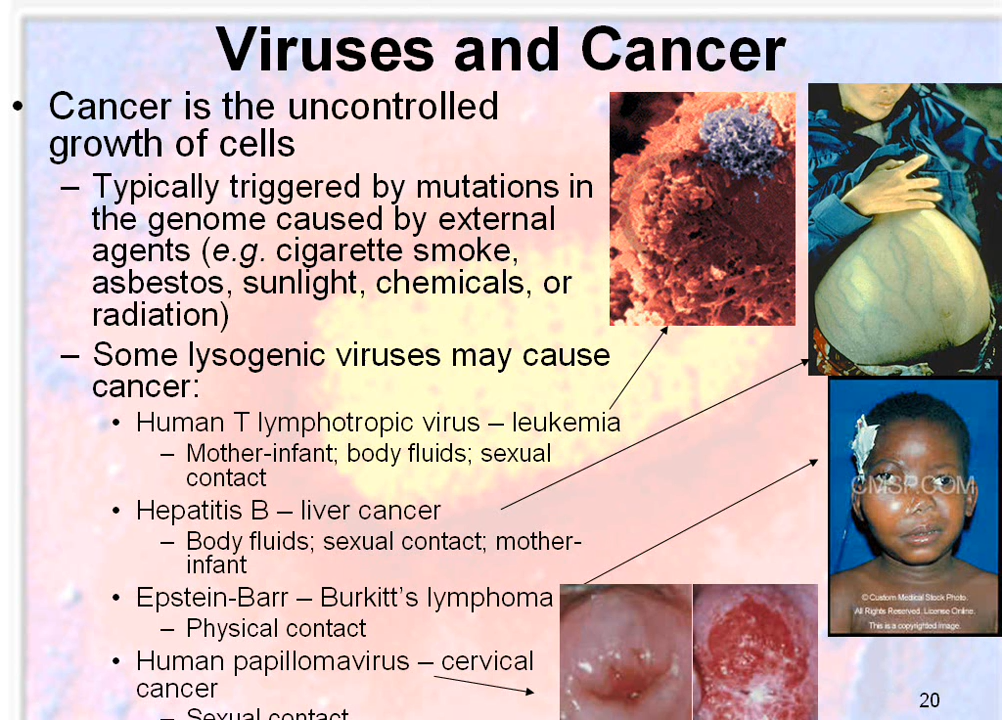 Viruses and Cancer
• Cancer is the uncontrolled
growth of cells
– Typically triggered by mutations in
the genome caused by external
agents (e.g. cigarette smoke,
asbestos, sunlight, chemicals, or
radiation)
– Some lysogenic viruses may cause
cancer:
• Human T lymphotropic virus – leukemia
– Mother-infant; body fluids; sexual
contact
• Hepatitis B – liver cancer
– Body fluids; sexual contact; mother-
infant
• Epstein-Barr – Burkitt's lymphoma
– Physical contact
• Human papillomavirus – cervical
cancer
– Sexual contact
CMSP.COM
© Custom Medical Stock Photo.
All Rights Reserved. License Online.
This is a copyrighted image.
20